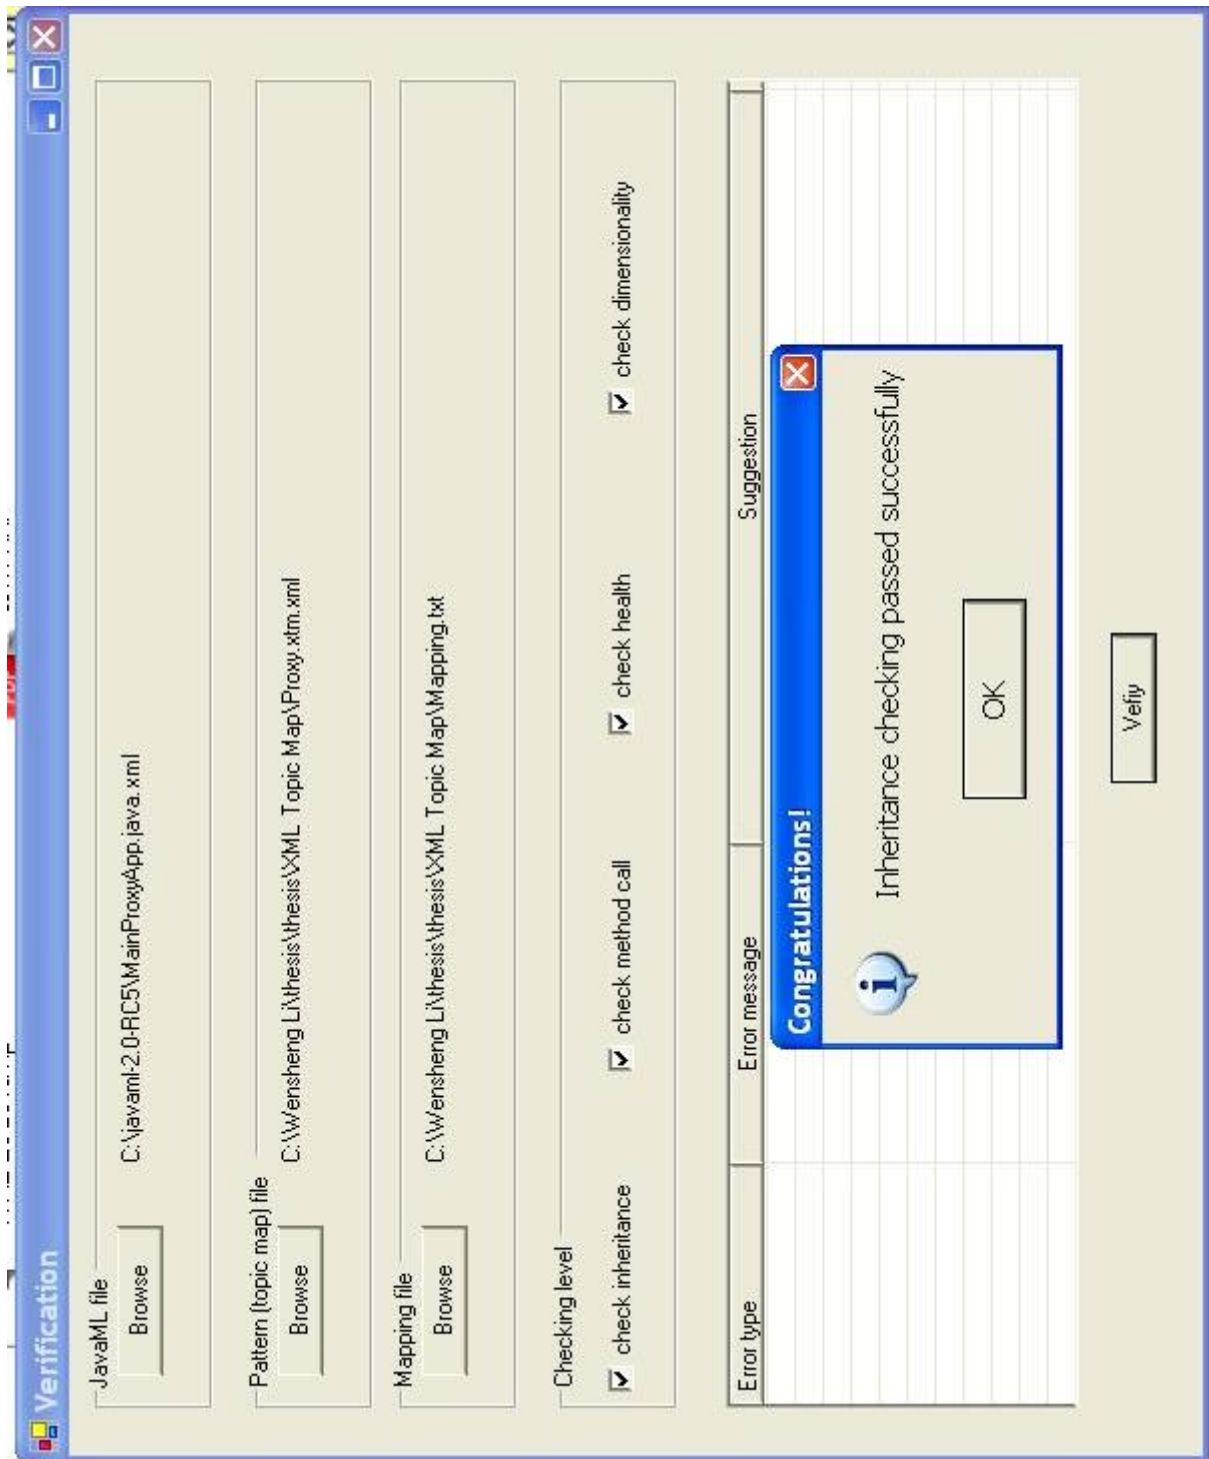 Verification
JavaML file
Browse
C:\javaml-2.0-RC5\MainProxyApp.java.xml
Pattern (topic map) file
Browse
C:\Wensheng Li\thesis\thesis\XML Topic Map\Proxy.xtm.xml
Mapping file
Browse
C:\Wensheng Li\thesis\thesis\XML Topic Map\Mapping.txt
Checking level
check inheritance
check method call
check health
check dimensionality
Error type
Error message
Suggestion
Congratulations!
Inheritance checking passed successfully
OK
Vefiy